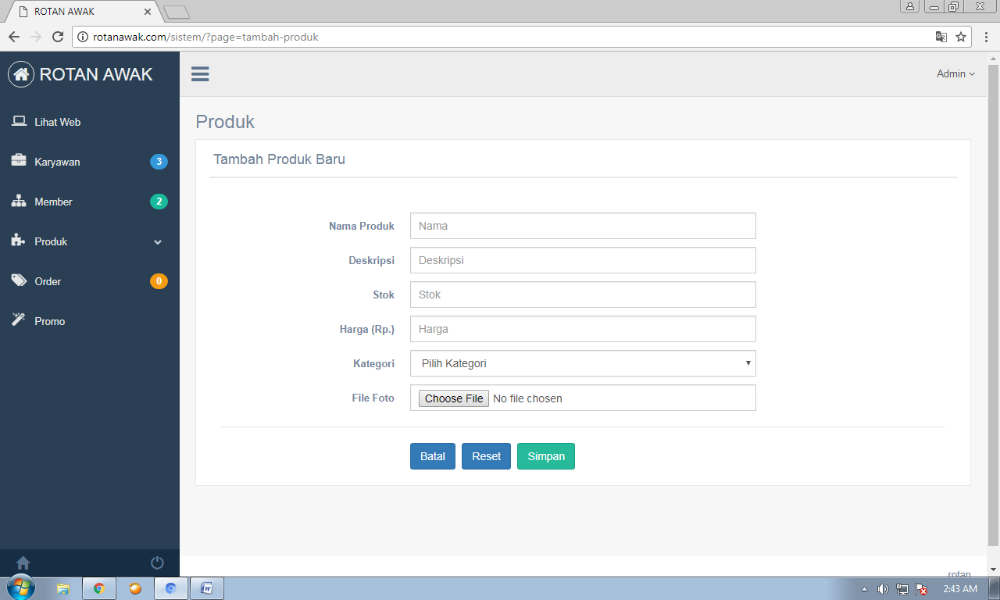 ROTAN AWAK
rotanawak.com/sistem/?page=tambah-produk
ROTAN AWAK
Admin
Lihat Web
Karyawan 3
Member 2
Produk
Order 0
Promo
Produk
Tambah Produk Baru
Nama Produk Nama
Deskripsi Deskripsi
Stok Stok
Harga (Rp.) Harga
Kategori Pilih Kategori
File Foto Choose File No file chosen
Batal Reset Simpan
rotan
2:43 AM